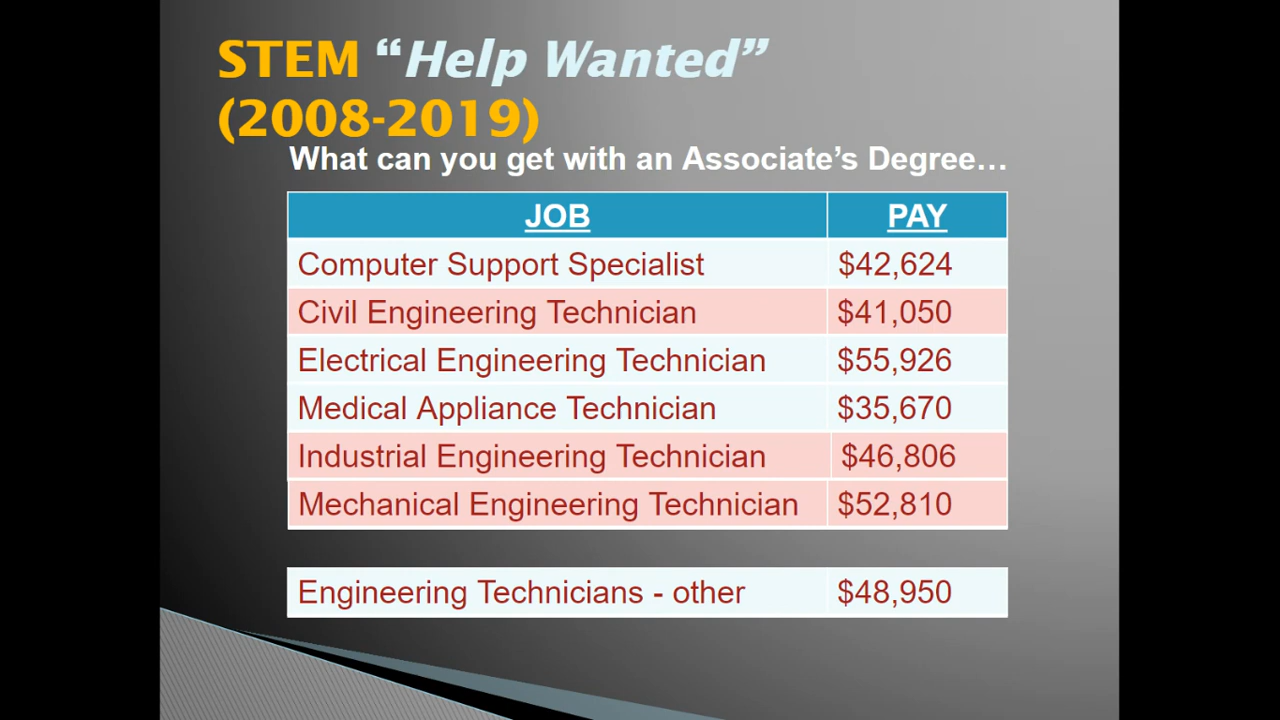 STEM “Help Wanted”
(2008-2019)
What can you get with an Associate’s Degree…
JOB PAY
Computer Support Specialist $42,624
Civil Engineering Technician $41,050
Electrical Engineering Technician $55,926
Medical Appliance Technician $35,670
Industrial Engineering Technician $46,806
Mechanical Engineering Technician $52,810
Engineering Technicians - other $48,950